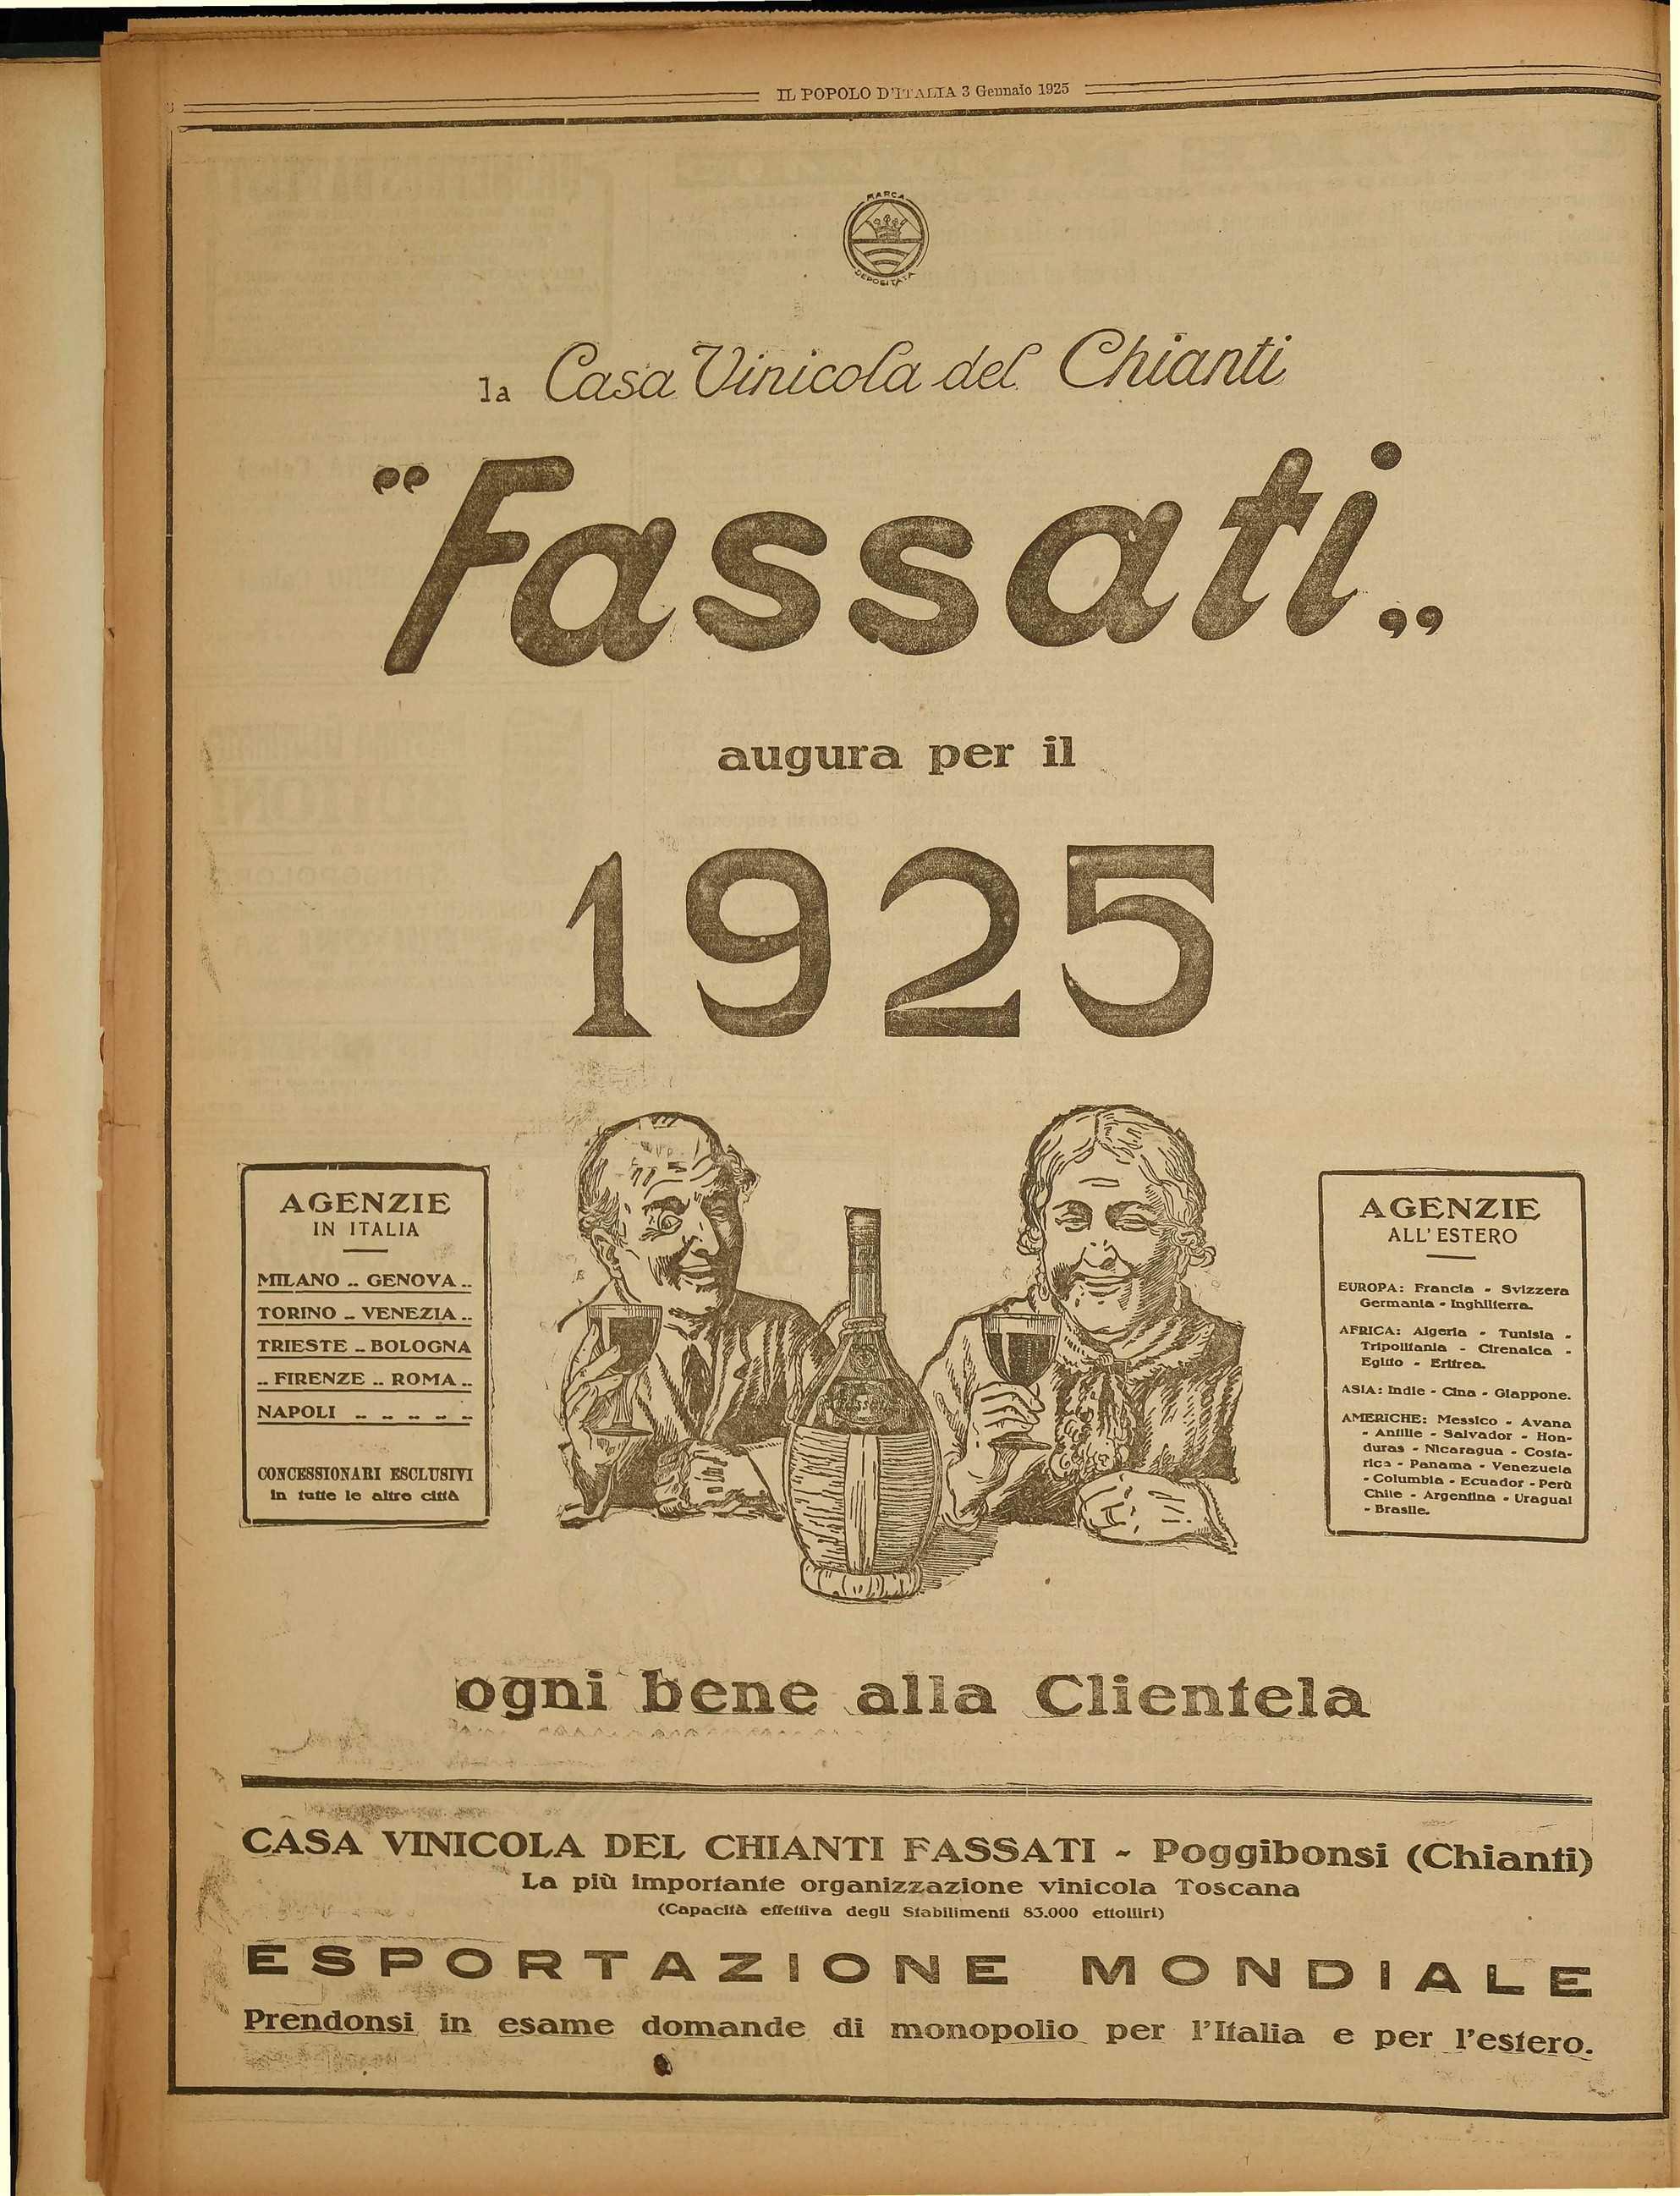 IL POPOLO D'ITALIA 3 Gennaio 1925
MARCA
DEPOSITATA
la Casa Vinicola del Chianti
"Fassati„
augura per il
1925
AGENZIE
IN ITALIA
MILANO .. GENOVA ..
TORINO .. VENEZIA ..
TRIESTE .. BOLOGNA
.. FIRENZE .. ROMA ..
NAPOLI .. .. .. .. ..
CONCESSIONARI ESCLUSIVI
in tutte le altre città
Fassati
AGENZIE
ALL'ESTERO
EUROPA: Francia - Svizzera
Germania - Inghilterra.
AFRICA: Algeria - Tunisia -
Tripolitania - Cirenaica -
Egitto - Eritrea.
ASIA: Indie - Cina - Giappone.
AMERICHE: Messico - Avana
- Antille - Salvador - Hon-
duras - Nicaragua - Costa-
rica - Panama - Venezuela
- Columbia - Ecuador - Perù
Chile - Argentina - Uraguai
- Brasile.
ogni bene alla Clientela
CASA VINICOLA DEL CHIANTI FASSATI - Poggibonsi (Chianti)
La più importante organizzazione vinicola Toscana
(Capacità effettiva degli Stabilimenti 83.000 ettolitri)
ESPORTAZIONE MONDIALE
Prendonsi in esame domande di monopolio per l'Italia e per l'estero.